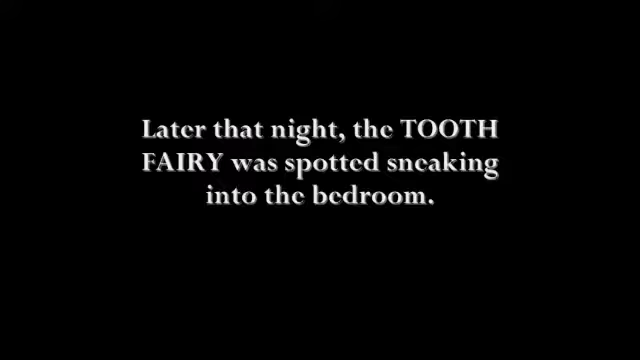 Later that night, the TOOTH
FAIRY was spotted sneaking
into the bedroom.